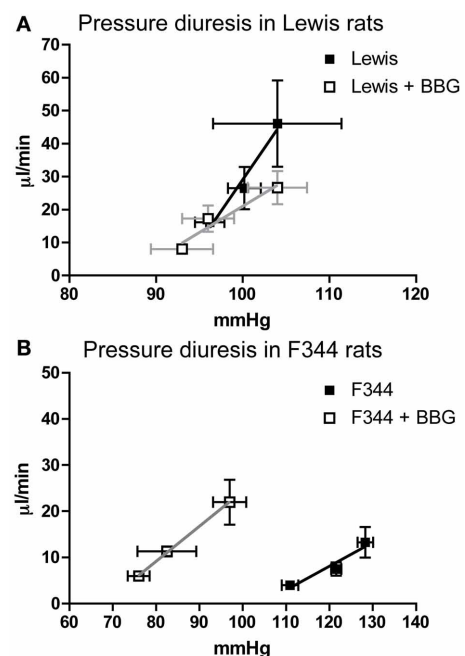 A Pressure diuresis in Lewis rats
Lewis
Lewis + BBG
70
60
50
40
30
20
10
0
µl/min
80 90 100 110 120
mmHg
B Pressure diuresis in F344 rats
F344
F344 + BBG
50
40
30
20
10
0
µl/min
60 70 80 90 100 110 120 130 140
mmHg